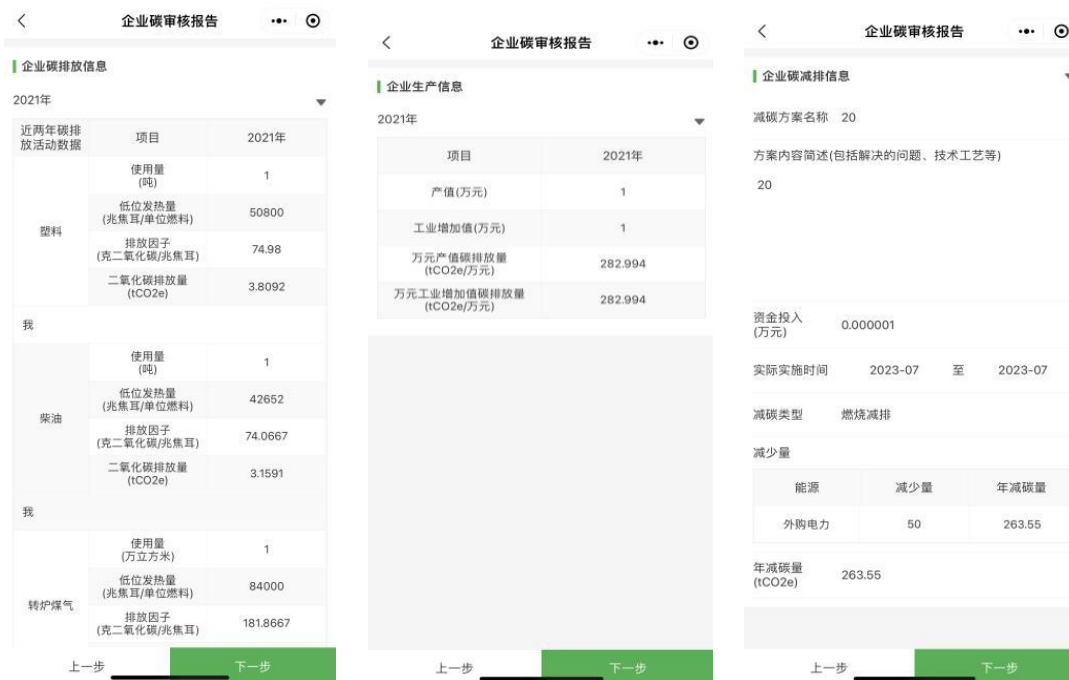 企业碳审核报告
企业碳排放信息
2021年
近两年碳排
放活动数据
项目
2021年
塑料
使用量
(吨)
1
低位发热量
(兆焦耳/单位燃料)
50800
排放因子
(克二氧化碳/兆焦耳)
74.98
二氧化碳排放量
(tCO2e)
3.8092
我
柴油
使用量
(吨)
1
低位发热量
(兆焦耳/单位燃料)
42652
排放因子
(克二氧化碳/兆焦耳)
74.0667
二氧化碳排放量
(tCO2e)
3.1591
我
转炉煤气
使用量
(万立方米)
1
低位发热量
(兆焦耳/单位燃料)
84000
排放因子
(克二氧化碳/兆焦耳)
181.8667
上一步
下一步
企业碳审核报告
企业生产信息
2021年
项目
2021年
产值(万元)
1
工业增加值(万元)
1
万元产值碳排放量
(tCO2e/万元)
282.994
万元工业增加值碳排放量
(tCO2e/万元)
282.994
上一步
下一步
企业碳审核报告
企业碳减排信息
减碳方案名称 20
方案内容简述(包括解决的问题、技术工艺等)
20
资金投入
(万元)
0.000001
实际实施时间 2023-07 至 2023-07
减碳类型 燃烧减排
减少量
能源 减少量 年减碳量
外购电力 50 263.55
年减碳量
(tCO2e)
263.55
上一步
下一步